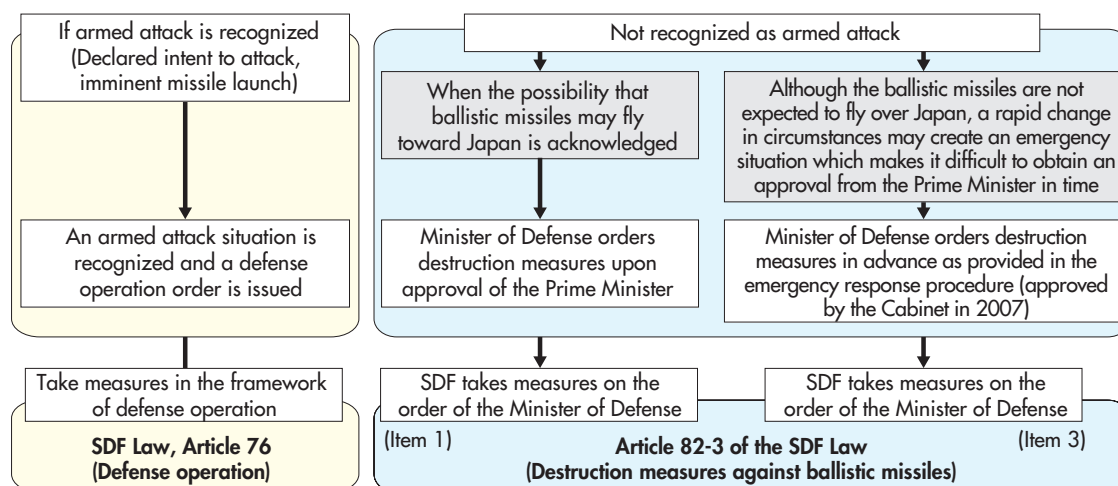 If armed attack is recognized
(Declared intent to attack,
imminent missile launch)
An armed attack situation is
recognized and a defense
operation order is issued
Take measures in the framework
of defense operation
SDF Law, Article 76
(Defense operation)
Not recognized as armed attack
When the possibility that
ballistic missiles may fly
toward Japan is acknowledged
Minister of Defense orders
destruction measures upon
approval of the Prime Minister
SDF takes measures on the
order of the Minister of Defense
(Item 1)
Although the ballistic missiles are not
expected to fly over Japan, a rapid change
in circumstances may create an emergency
situation which makes it difficult to obtain an
approval from the Prime Minister in time
Minister of Defense orders destruction
measures in advance as provided in the
emergency response procedure (approved
by the Cabinet in 2007)
SDF takes measures on the
order of the Minister of Defense
(Item 3)
Article 82-3 of the SDF Law
(Destruction measures against ballistic missiles)